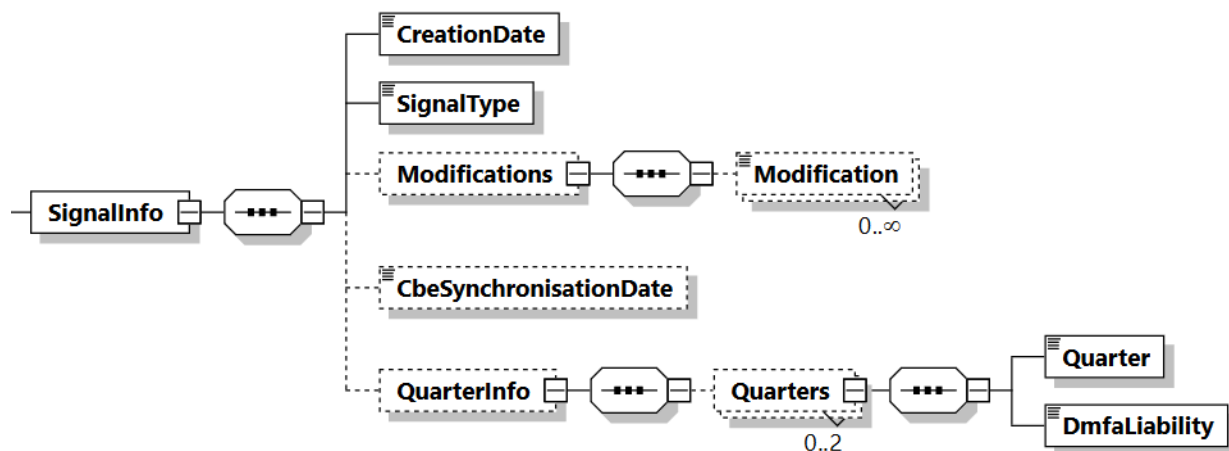 CreationDate
SignalType
Modifications
Modification
0..∞
SignalInfo
CbeSynchronisationDate
QuarterInfo
Quarters
0..2
Quarter
DmfaLiability